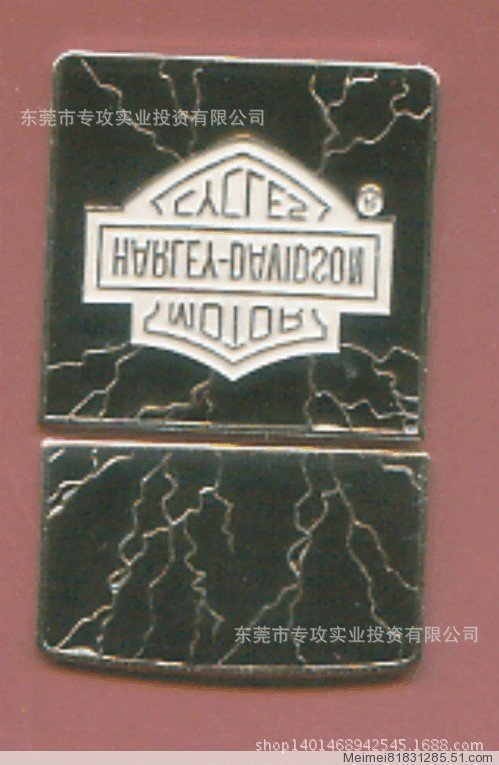 东莞市专攻实业投资有限公司
CYCLES
®
HARLEY-DAVIDSON
MOTOR
东莞市专攻实业投资有限公司
shop1401468942545.1688.com
Meimei81831285.51.com